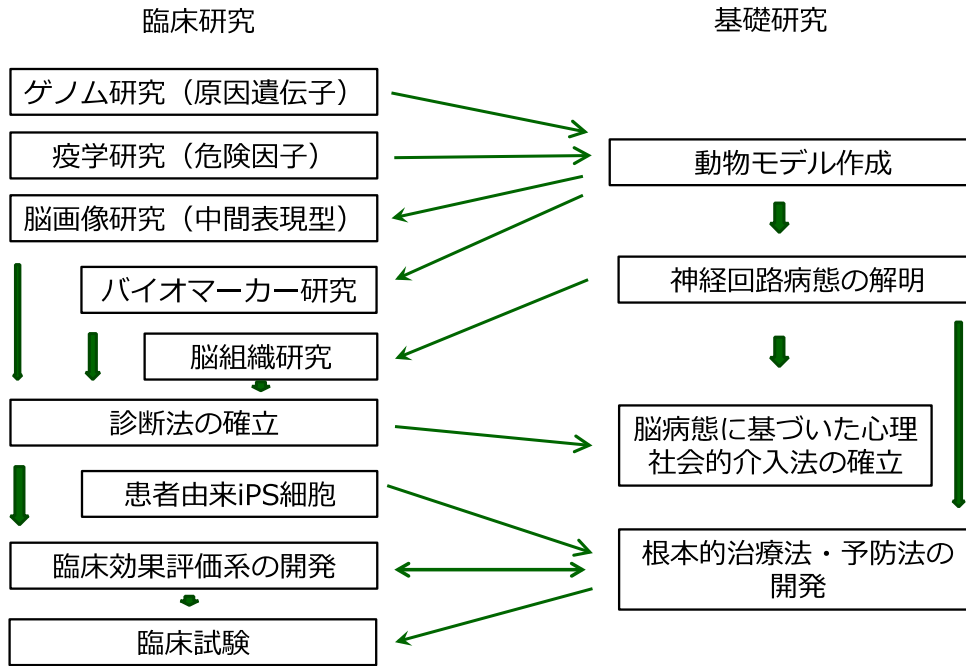 臨床研究
基礎研究
ゲノム研究（原因遺伝子）
疫学研究（危険因子）
脳画像研究（中間表現型）
バイオマーカー研究
脳組織研究
診断法の確立
患者由来iPS細胞
臨床効果評価系の開発
臨床試験
動物モデル作成
神経回路病態の解明
脳病態に基づいた心理
社会的介入法の確立
根本的治療法・予防法の
開発